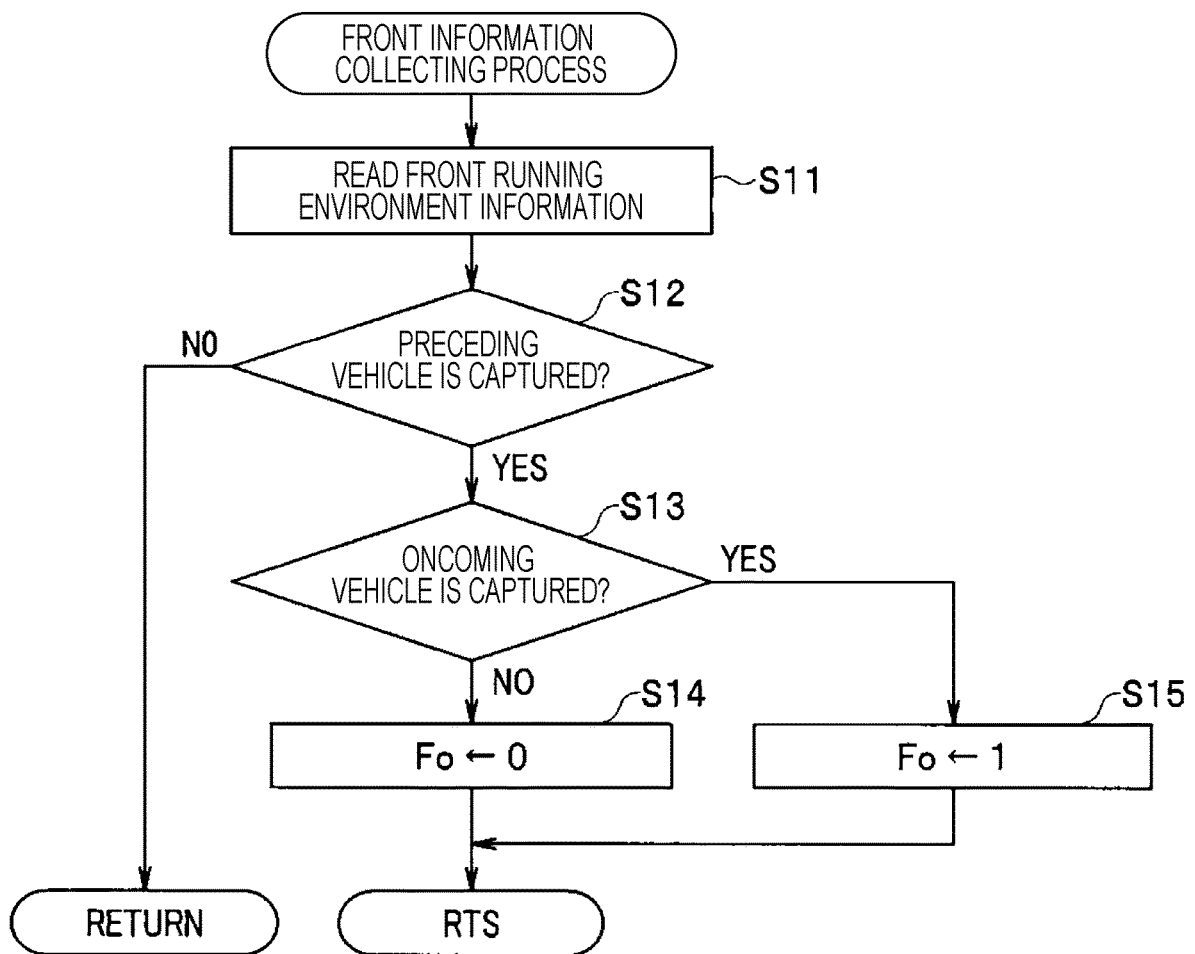 FRONT INFORMATION
COLLECTING PROCESS
READ FRONT RUNNING
ENVIRONMENT INFORMATION
S11
S12
NO
PRECEDING
VEHICLE IS CAPTURED?
YES
S13
ONCOMING
VEHICLE IS CAPTURED?
YES
NO
S14
S15
Fo ← 0
Fo ← 1
RETURN
RTS